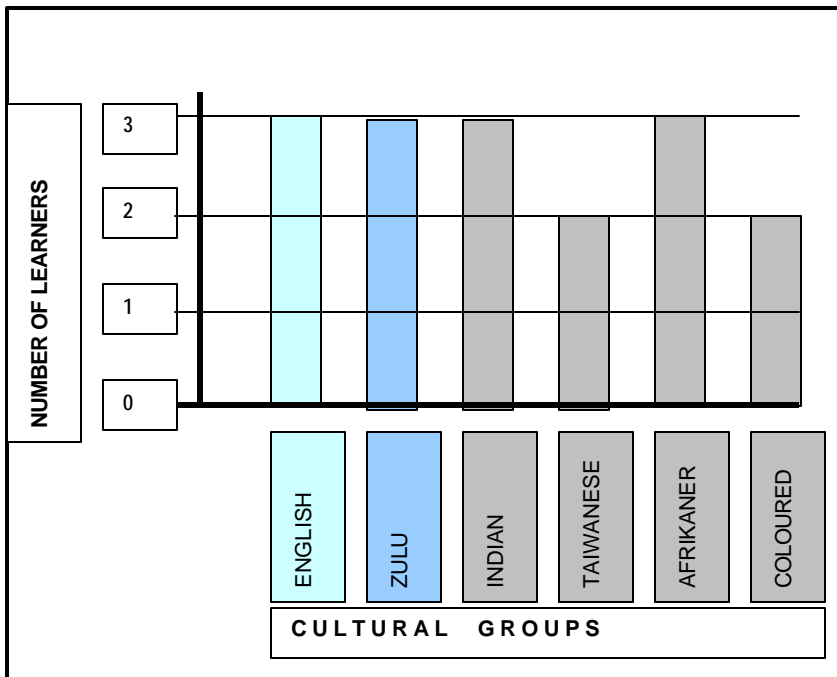 NUMBER OF LEARNERS
3
2
1
0
ENGLISH
ZULU
INDIAN
TAIWANESE
AFRIKANER
COLOURED
CULTURAL GROUPS